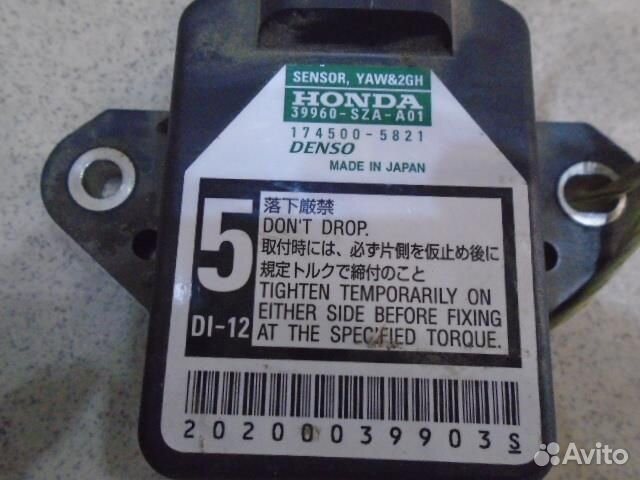 SENSOR, YAW&2GH
HONDA
39960-SZA-A01
174500-5821
DENSO
MADE IN JAPAN
5
DI-12
落下厳禁
DON'T DROP.
取付時には、必ず片側を仮止め後に
規定トルクで締付のこと
TIGHTEN TEMPORARILY ON
EITHER SIDE BEFORE FIXING
AT THE SPECIFIED TORQUE.
20200039903S
Avito